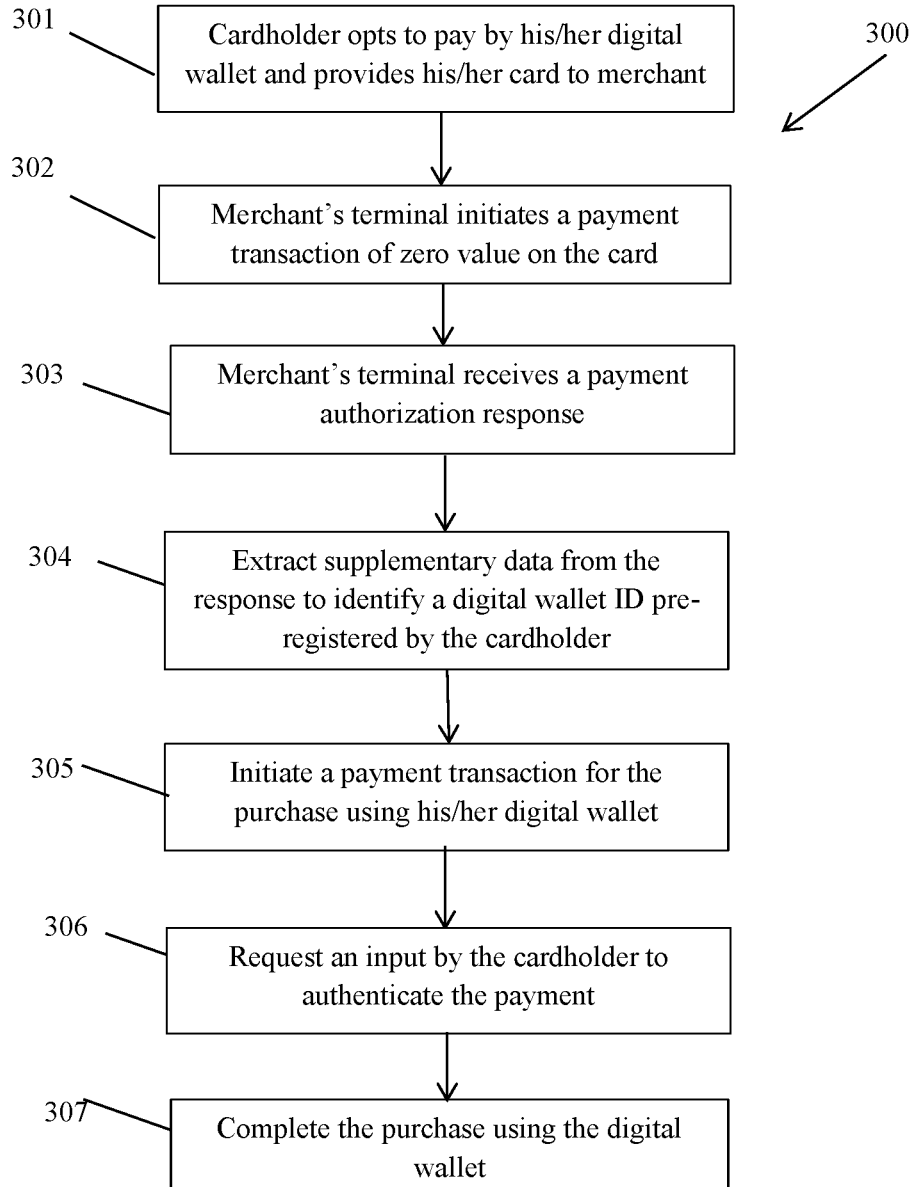 301
Cardholder opts to pay by his/her digital
wallet and provides his/her card to merchant
300
302
Merchant's terminal initiates a payment
transaction of zero value on the card
303
Merchant's terminal receives a payment
authorization response
304
Extract supplementary data from the
response to identify a digital wallet ID pre-
registered by the cardholder
305
Initiate a payment transaction for the
purchase using his/her digital wallet
306
Request an input by the cardholder to
authenticate the payment
307
Complete the purchase using the digital
wallet